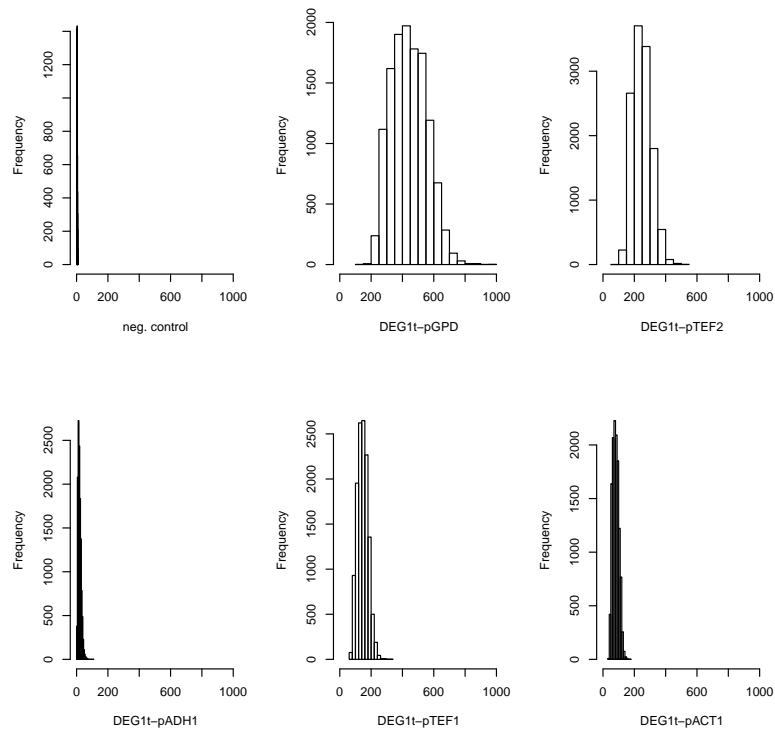 Frequency
0 200 400 600 800 1200
0 200 600 1000
neg. control
Frequency
0 500 1000 1500 2000
0 200 600 1000
DEG1t−pGPD
Frequency
0 1000 2000 3000
0 200 600 1000
DEG1t−pTEF2
Frequency
0 500 1000 1500 2000 2500
0 200 600 1000
DEG1t−pADH1
Frequency
0 500 1000 1500 2000 2500
0 200 600 1000
DEG1t−pTEF1
Frequency
0 500 1000 1500 2000
0 200 600 1000
DEG1t−pACT1